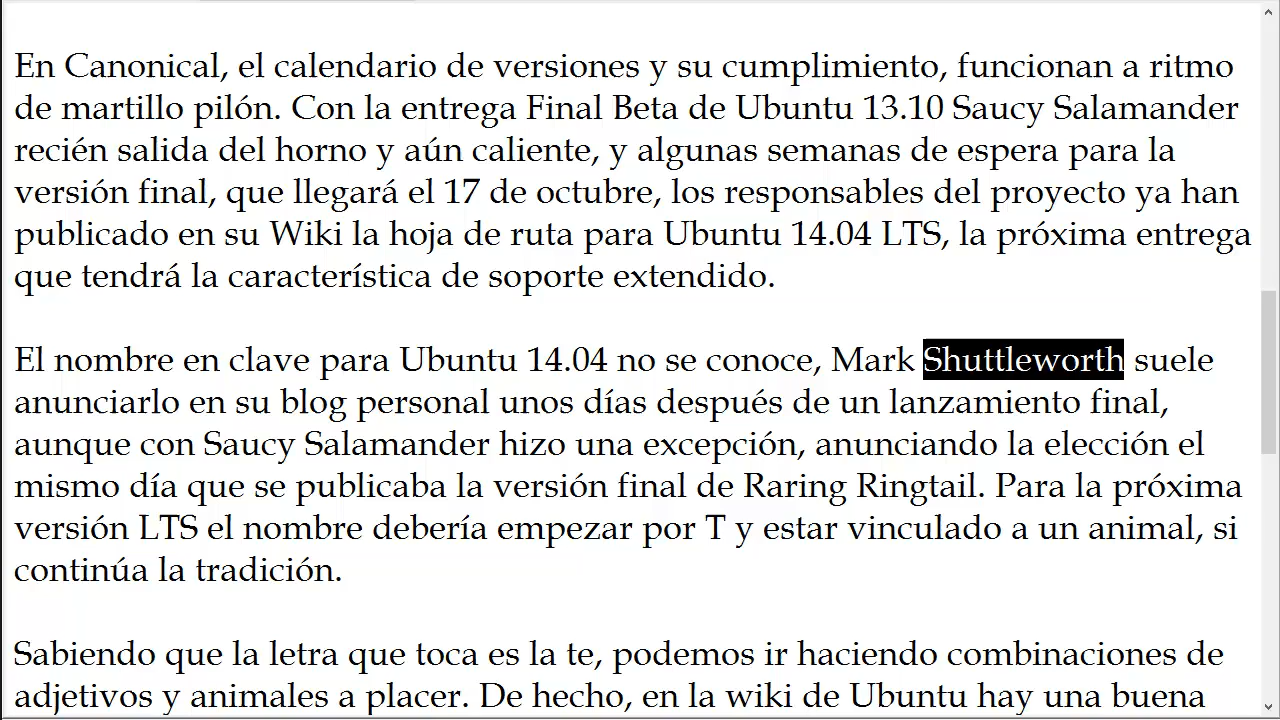 En Canonical, el calendario de versiones y su cumplimiento, funcionan a ritmo
de martillo pilón. Con la entrega Final Beta de Ubuntu 13.10 Saucy Salamander
recién salida del horno y aún caliente, y algunas semanas de espera para la
versión final, que llegará el 17 de octubre, los responsables del proyecto ya han
publicado en su Wiki la hoja de ruta para Ubuntu 14.04 LTS, la próxima entrega
que tendrá la característica de soporte extendido.
El nombre en clave para Ubuntu 14.04 no se conoce, Mark Shuttleworth suele
anunciarlo en su blog personal unos días después de un lanzamiento final,
aunque con Saucy Salamander hizo una excepción, anunciando la elección el
mismo día que se publicaba la versión final de Raring Ringtail. Para la próxima
versión LTS el nombre debería empezar por T y estar vinculado a un animal, si
continúa la tradición.
Sabiendo que la letra que toca es la te, podemos ir haciendo combinaciones de
adjetivos y animales a placer. De hecho, en la wiki de Ubuntu hay una buena